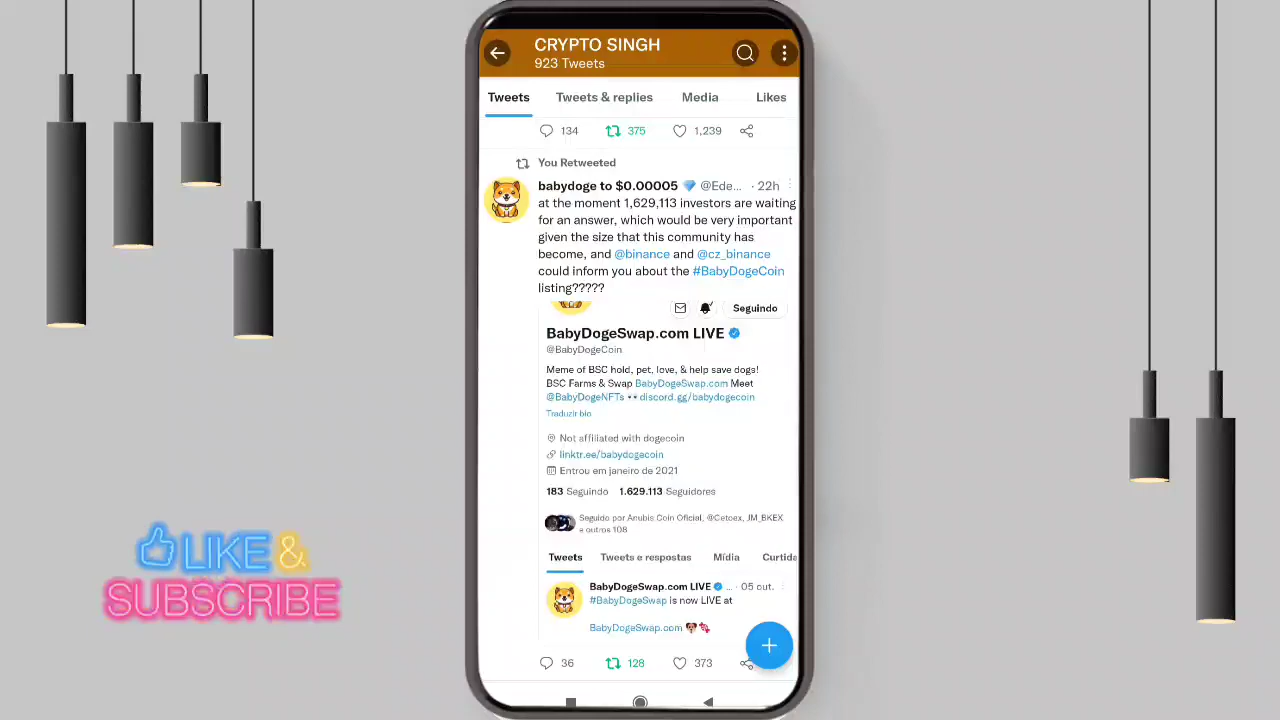 CRYPTO SINGH
923 Tweets
Tweets Tweets & replies Media Likes
134 375 1,239
You Retweeted
babydoge to $0.00005 💎 @Ede... · 22h
at the moment 1,629,113 investors are waiting
for an answer, which would be very important
given the size that this community has
become, and @binance and @cz_binance
could inform you about the #BabyDogeCoin
listing?????
Seguindo
BabyDogeSwap.com LIVE
@BabyDogeCoin
Meme of BSC hold, pet, love, & help save dogs!
BSC Farms & Swap BabyDogeSwap.com Meet
@BabyDogeNFTs 👀 discord.gg/babydogecoin
Traduzir bio
Not affiliated with dogecoin
linktr.ee/babydogecoin
Entrou em janeiro de 2021
183 Seguindo 1.629.113 Seguidores
Seguido por Anubis Coin Oficial, @Cetoex, JM_BKEX
e outros 108
Tweets Tweets e respostas Mídia Curtida
BabyDogeSwap.com LIVE ... · 05 out.
#BabyDogeSwap is now LIVE at
BabyDogeSwap.com
36 128 373
LIKE &
SUBSCRIBE